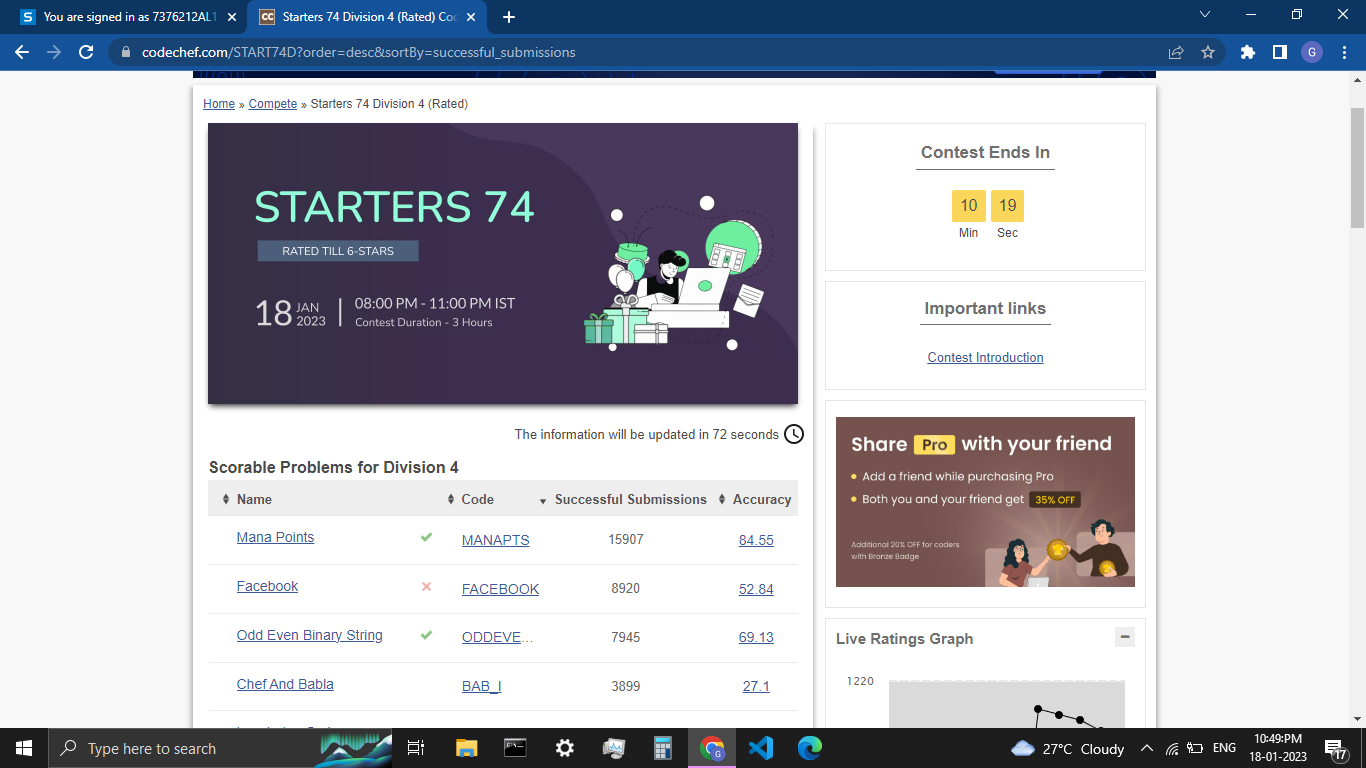 You are signed in as 7376212AL1
Starters 74 Division 4 (Rated) Coc
codechef.com/START74D?order=desc&sortBy=successful_submissions
G
Home » Compete » Starters 74 Division 4 (Rated)
STARTERS 74
RATED TILL 6-STARS
18 JAN 2023
08:00 PM - 11:00 PM IST
Contest Duration - 3 Hours
The information will be updated in 72 seconds
Scorable Problems for Division 4
Name Code Successful Submissions Accuracy
Mana Points MANAPTS 15907 84.55
Facebook FACEBOOK 8920 52.84
Odd Even Binary String ODDEVE... 7945 69.13
Chef And Babla BAB_I 3899 27.1
Contest Ends In
10 19
Min Sec
Important links
Contest Introduction
Share Pro with your friend
Add a friend while purchasing Pro
Both you and your friend get 35% OFF
Additional 20% OFF for coders
with Bronze Badge
Live Ratings Graph
1220
Type here to search
27°C Cloudy
ENG
10:49:PM
18-01-2023
17